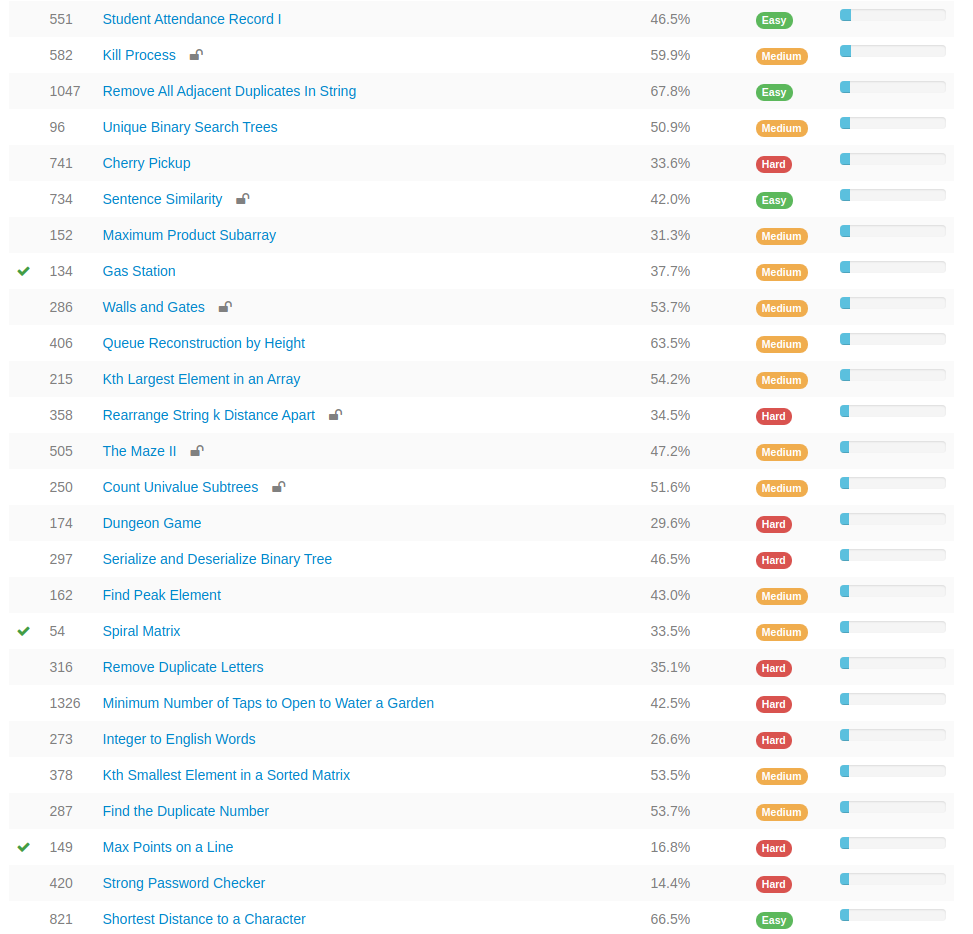 551 Student Attendance Record I 46.5% Easy
582 Kill Process 59.9% Medium
1047 Remove All Adjacent Duplicates In String 67.8% Easy
96 Unique Binary Search Trees 50.9% Medium
741 Cherry Pickup 33.6% Hard
734 Sentence Similarity 42.0% Easy
152 Maximum Product Subarray 31.3% Medium
134 Gas Station 37.7% Medium
286 Walls and Gates 53.7% Medium
406 Queue Reconstruction by Height 63.5% Medium
215 Kth Largest Element in an Array 54.2% Medium
358 Rearrange String k Distance Apart 34.5% Hard
505 The Maze II 47.2% Medium
250 Count Univalue Subtrees 51.6% Medium
174 Dungeon Game 29.6% Hard
297 Serialize and Deserialize Binary Tree 46.5% Hard
162 Find Peak Element 43.0% Medium
54 Spiral Matrix 33.5% Medium
316 Remove Duplicate Letters 35.1% Hard
1326 Minimum Number of Taps to Open to Water a Garden 42.5% Hard
273 Integer to English Words 26.6% Hard
378 Kth Smallest Element in a Sorted Matrix 53.5% Medium
287 Find the Duplicate Number 53.7% Medium
149 Max Points on a Line 16.8% Hard
420 Strong Password Checker 14.4% Hard
821 Shortest Distance to a Character 66.5% Easy